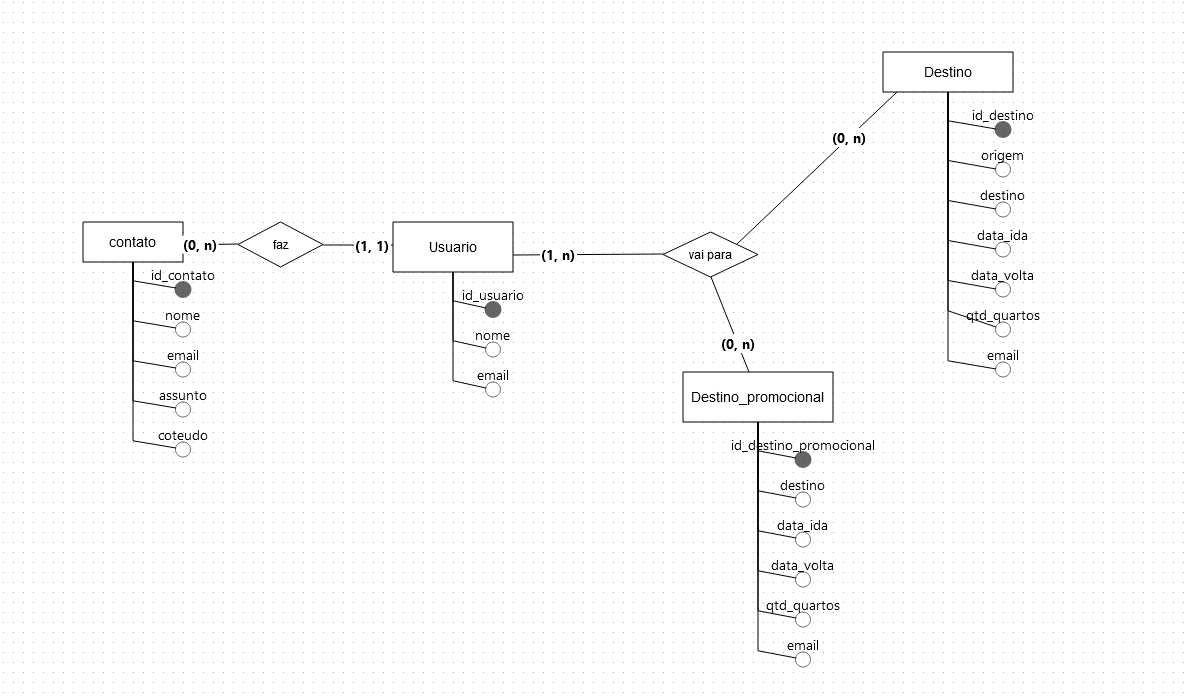 Destino
id_destino
origem
destino
data_ida
data_volta
qtd_quartos
email
(0, n)
contato
(0, n)
faz
(1, 1)
Usuario
(1, n)
vai para
id_contato
nome
email
assunto
coteudo
id_usuario
nome
email
(0, n)
Destino_promocional
id_destino_promocional
destino
data_ida
data_volta
qtd_quartos
email